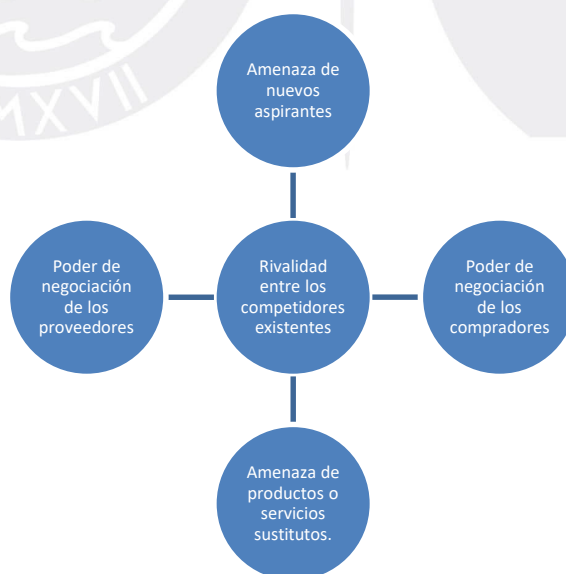 Amenaza de
nuevos
aspirantes
MXVII
Poder de
negociación
de los
proveedores
Rivalidad
entre los
competidores
existentes
Poder de
negociación
de los
compradores
Amenaza de
productos o
servicios
sustitutos.